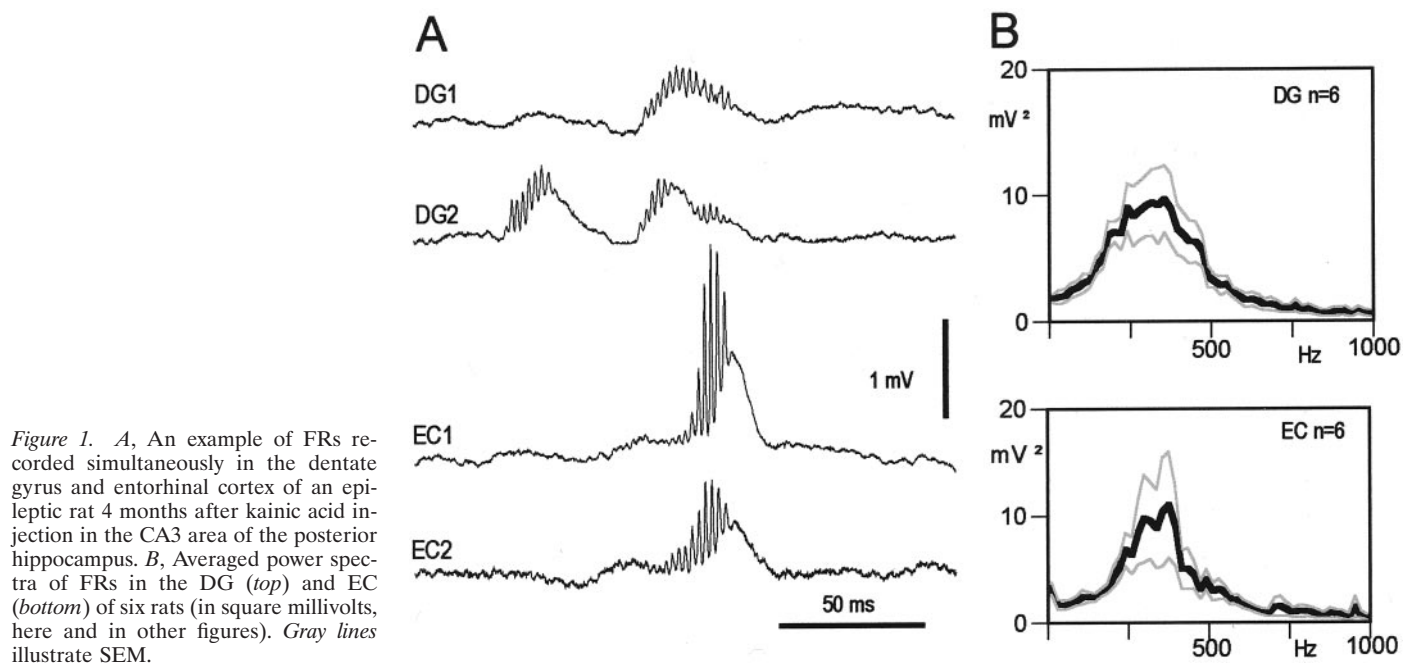 A
DG1
DG2
EC1
EC2
1 mV
50 ms
B
20
mV ²
10
0
DG n=6
500
Hz
1000
20
mV ²
10
0
EC n=6
500
Hz
1000
Figure 1. A, An example of FRs re-
corded simultaneously in the dentate
gyrus and entorhinal cortex of an epi-
leptic rat 4 months after kainic acid in-
jection in the CA3 area of the posterior
hippocampus. B, Averaged power spec-
tra of FRs in the DG (top) and EC
(bottom) of six rats (in square millivolts,
here and in other figures). Gray lines
illustrate SEM.